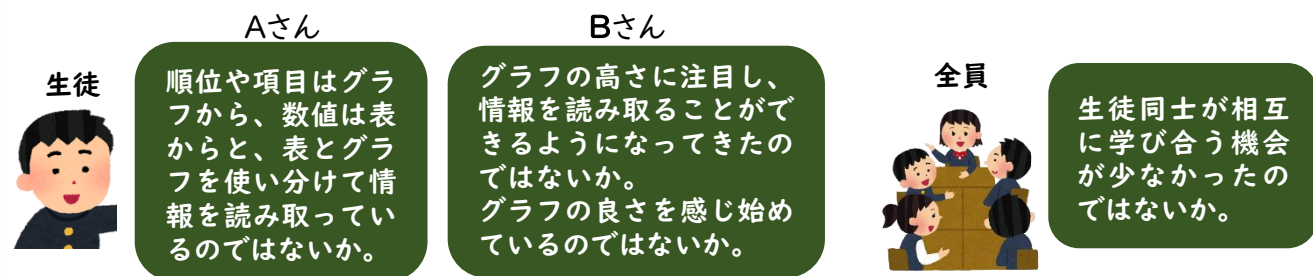 生徒
Aさん
順位や項目はグラ
フから、数値は表
からと、表とグラ
フを使い分けて情
報を読み取ってい
るのではないか。
Bさん
グラフの高さに注目し、
情報を読み取ることがで
きるようになってきたの
ではないか。
グラフの良さを感じ始め
ているのではないか。
全員
生徒同士が相互
に学び合う機会
が少なかったの
ではないか。